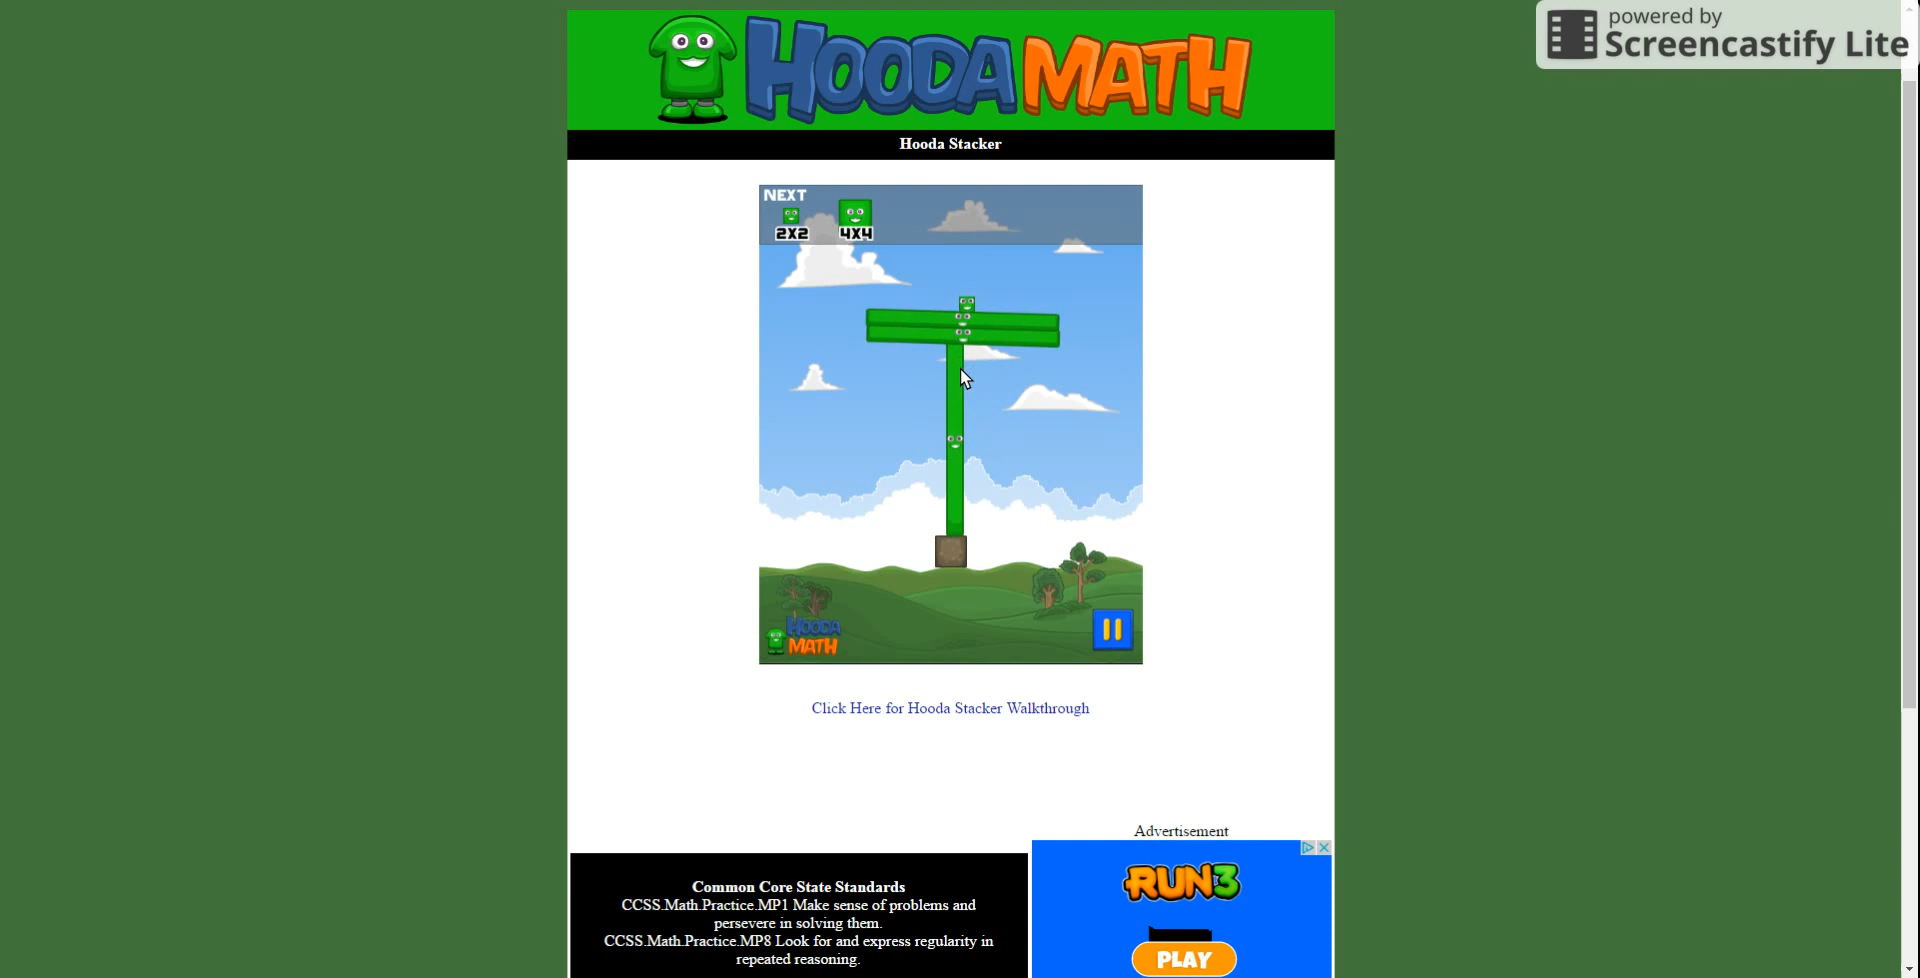 powered by
Screencastify Lite
HOODA MATH
Hooda Stacker
NEXT
2X2 4X4
HOODA
MATH
Click Here for Hooda Stacker Walkthrough
Advertisement
Common Core State Standards
CCSS.Math.Practice.MP1 Make sense of problems and
persevere in solving them.
CCSS.Math.Practice.MP8 Look for and express regularity in
repeated reasoning.
RUN3
PLAY